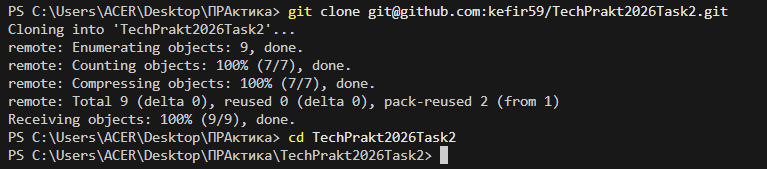 PS C:\Users\ACER\Desktop\ПРАктика> git clone git@github.com:kefir59/TechPrakt2026Task2.git
Cloning into 'TechPrakt2026Task2'...
remote: Enumerating objects: 9, done.
remote: Counting objects: 100% (7/7), done.
remote: Compressing objects: 100% (7/7), done.
remote: Total 9 (delta 0), reused 0 (delta 0), pack-reused 2 (from 1)
Receiving objects: 100% (9/9), done.
PS C:\Users\ACER\Desktop\ПРАктика> cd TechPrakt2026Task2
PS C:\Users\ACER\Desktop\ПРАктика\TechPrakt2026Task2>